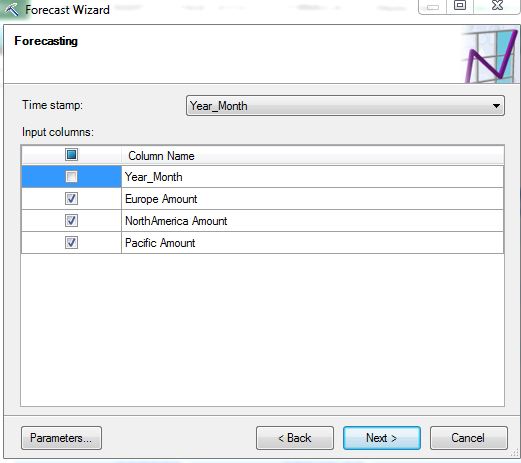 Forecast Wizard
Forecasting
Time stamp: Year_Month
Input columns:
Column Name
Year_Month
Europe Amount
NorthAmerica Amount
Pacific Amount
Parameters... < Back Next > Cancel